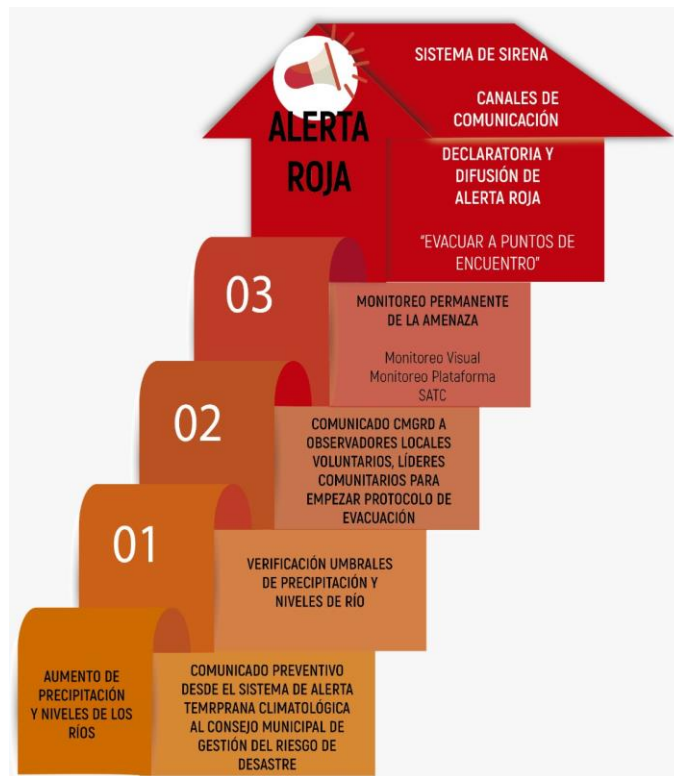 SISTEMA DE SIRENA
CANALES DE
COMUNICACIÓN
ALERTA
ROJA
DECLARATORIA Y
DIFUSIÓN DE
ALERTA ROJA
"EVACUAR A PUNTOS DE
ENCUENTRO"
03
MONITOREO PERMANENTE
DE LA AMENAZA
Monitoreo Visual
Monitoreo Plataforma
SATC
02
COMUNICADO CMGRD A
OBSERVADORES LOCALES
VOLUNTARIOS, LÍDERES
COMUNITARIOS PARA
EMPEZAR PROTOCOLO DE
EVACUACIÓN
01
VERIFICACIÓN UMBRALES
DE PRECIPITACIÓN Y
NIVELES DE RÍO
AUMENTO DE
PRECIPITACIÓN
Y NIVELES DE LOS
RÍOS
COMUNICADO PREVENTIVO
DESDE EL SISTEMA DE ALERTA
TEMRPRANA CLIMATOLÓGICA
AL CONSEJO MUNICIPAL DE
GESTIÓN DEL RIESGO DE
DESASTRE